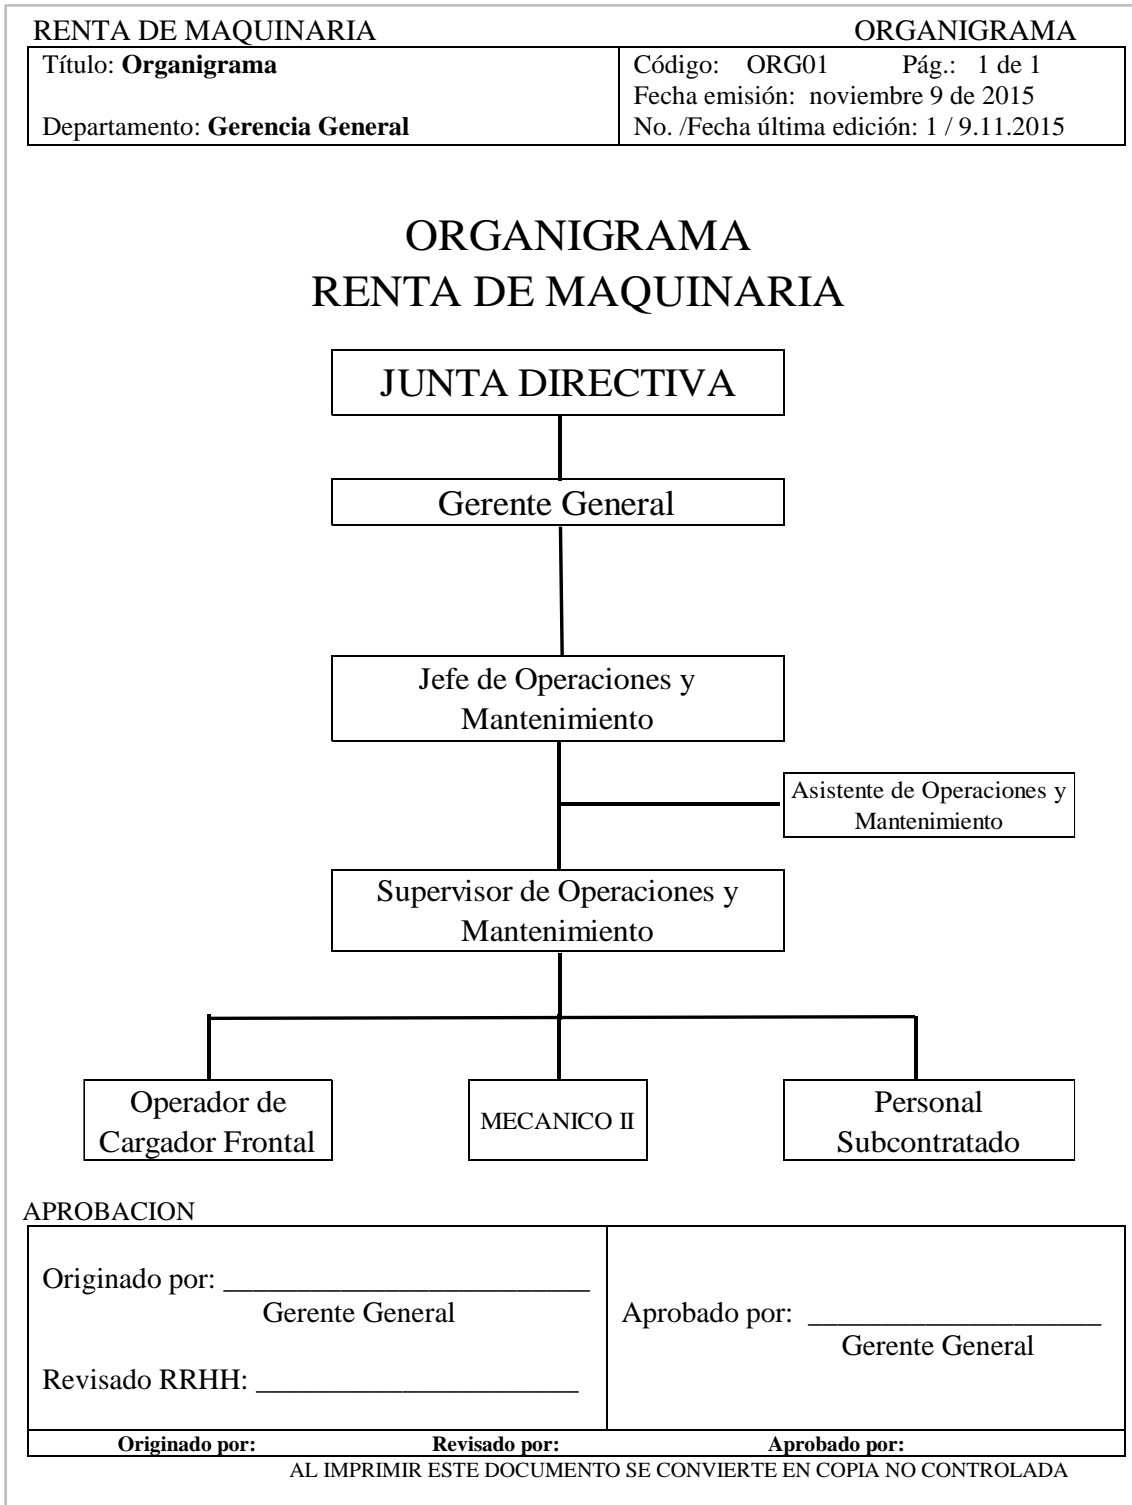 RENTA DE MAQUINARIA ORGANIGRAMA
Título: Organigrama
Departamento: Gerencia General
Código: ORG01 Pág.: 1 de 1
Fecha emisión: noviembre 9 de 2015
No. /Fecha última edición: 1 / 9.11.2015
ORGANIGRAMA
RENTA DE MAQUINARIA
JUNTA DIRECTIVA
Gerente General
Jefe de Operaciones y
Mantenimiento
Asistente de Operaciones y
Mantenimiento
Supervisor de Operaciones y
Mantenimiento
Operador de
Cargador Frontal
MECANICO II
Personal
Subcontratado
APROBACION
Originado por: __________________________
Gerente General
Revisado RRHH: _______________________
Aprobado por: _____________________
Gerente General
Originado por: Revisado por: Aprobado por:
AL IMPRIMIR ESTE DOCUMENTO SE CONVIERTE EN COPIA NO CONTROLADA